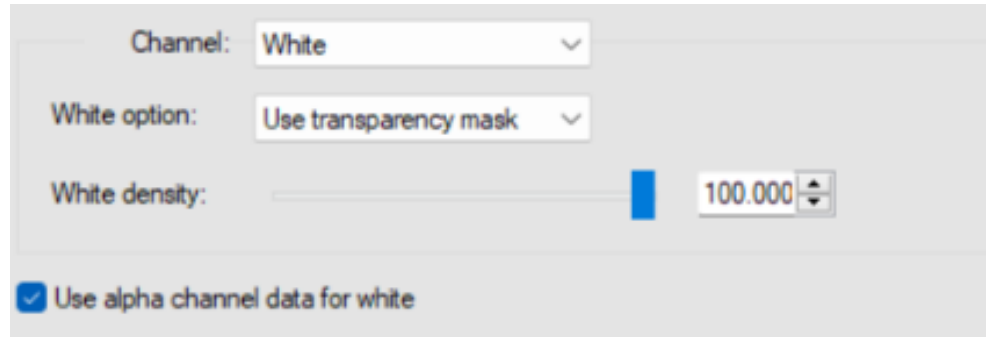 Channel: White
White option: Use transparency mask
White density: 100.000
Use alpha channel data for white